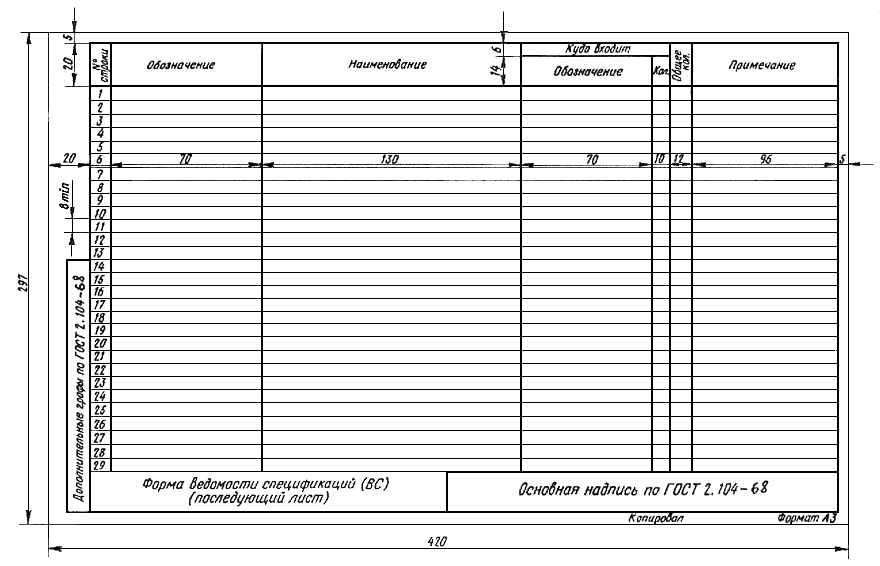 5
20
№ строки
Обозначение
Наименование
6
14
Куда входит
Обозначение
Кол.
Общее кол.
Примечание
1
2
3
4
5
20
6
70
130
70
10
12
96
5
7
8
8 min
9
10
11
12
13
14
15
16
17
18
19
20
21
22
23
24
25
26
27
28
29
297
Дополнительные графы по ГОСТ 2.104-68
Форма ведомости спецификаций (ВС)
(последующий лист)
Основная надпись по ГОСТ 2.104-68
Копировал
Формат А3
420